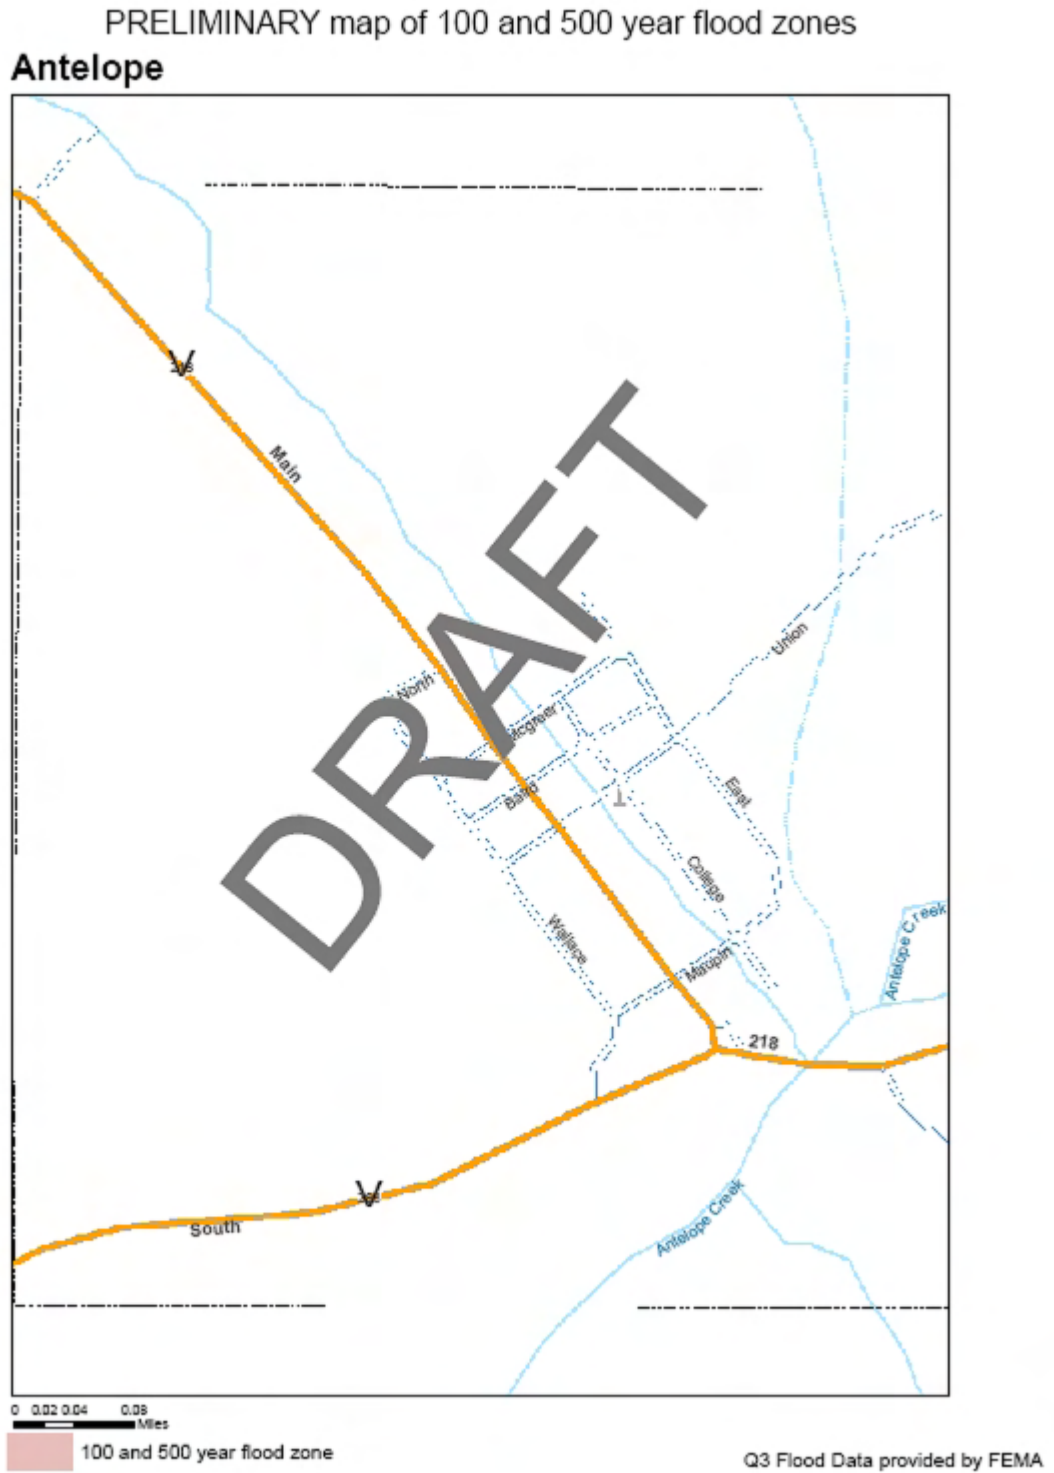 PRELIMINARY map of 100 and 500 year flood zones
Antelope
Main
DRAFT
North
Mcgreer
Baird
Union
East
College
Wallace
Maupin
Antelope Creek
218
Antelope Creek
South
0 0.02 0.04 0.08
Miles
100 and 500 year flood zone
Q3 Flood Data provided by FEMA